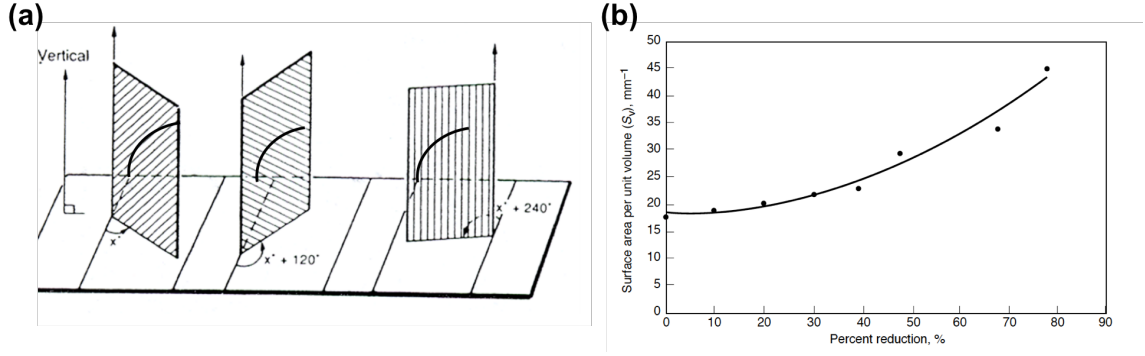 (a)
Vertical
x°
x° + 120°
x° + 240°
(b)
Surface area per unit volume (Sᵥ), mm⁻¹
50
45
40
35
30
25
20
15
10
5
0
0 10 20 30 40 50 60 70 80 90
Percent reduction, %